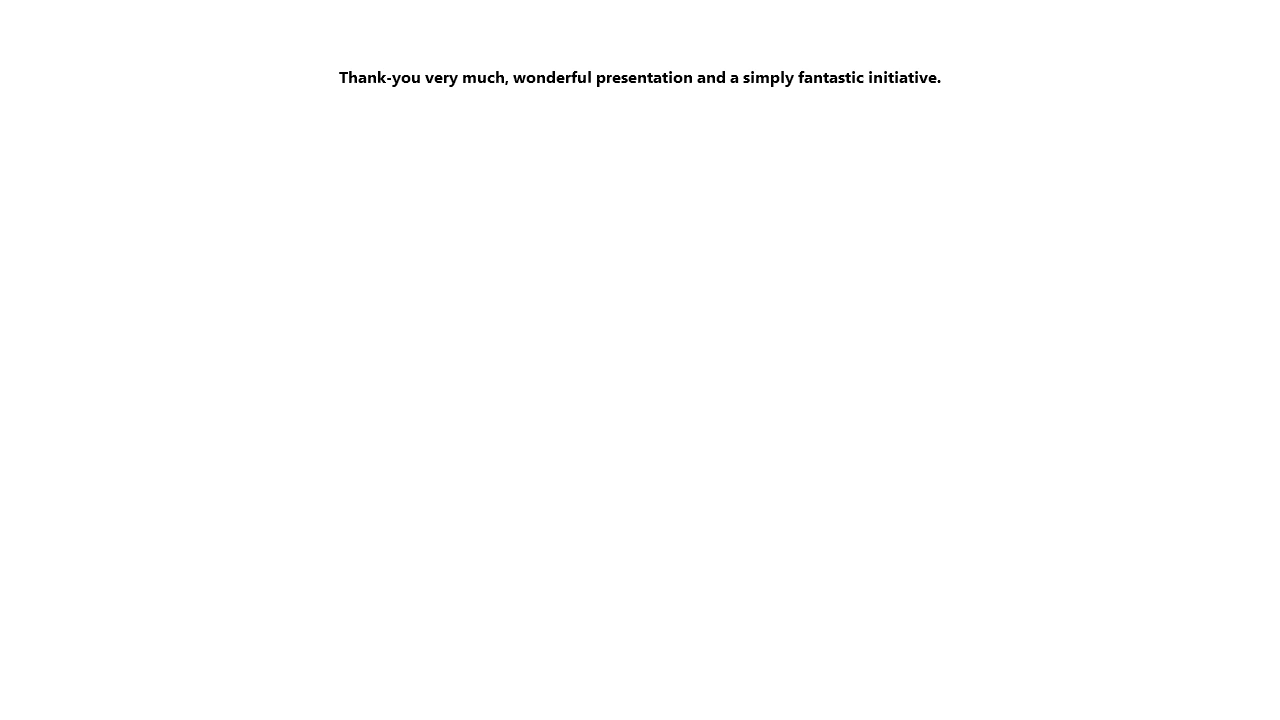 Thank-you very much, wonderful presentation and a simply fantastic initiative.